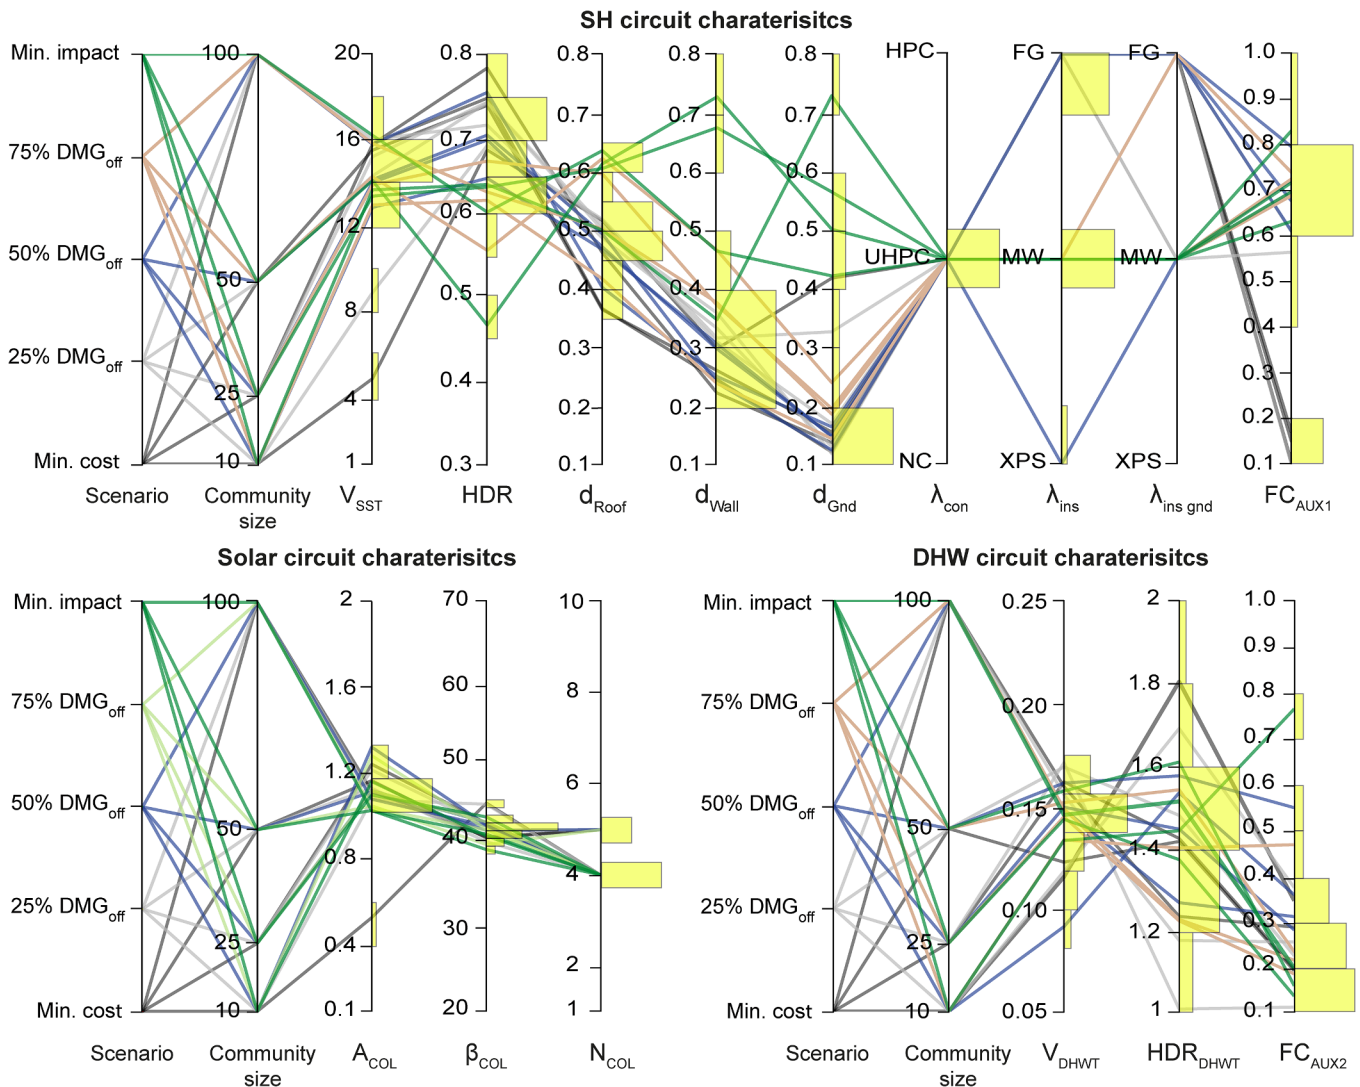 SH circuit charaterisitcs
Min. impact
75% DMGoff
50% DMGoff
25% DMGoff
Min. cost
Scenario
100
50
25
10
Community
size
20
16
12
8
4
1
VSST
0.8
0.7
0.6
0.5
0.4
0.3
HDR
0.8
0.7
0.6
0.5
0.4
0.3
0.2
0.1
dRoof
0.8
0.7
0.6
0.5
0.4
0.3
0.2
0.1
dWall
0.8
0.7
0.6
0.5
0.4
0.3
0.2
0.1
dGnd
HPC
UHPC
NC
λcon
FG
MW
XPS
λins
FG
MW
XPS
λins gnd
1.0
0.9
0.8
0.7
0.6
0.5
0.4
0.3
0.2
0.1
FCAUX1
Solar circuit charaterisitcs
Min. impact
75% DMGoff
50% DMGoff
25% DMGoff
Min. cost
Scenario
100
50
25
10
Community
size
2
1.6
1.2
0.8
0.4
0.1
ACOL
70
60
50
40
30
20
βCOL
10
8
6
4
2
1
NCOL
DHW circuit charaterisitcs
Min. impact
75% DMGoff
50% DMGoff
25% DMGoff
Min. cost
Scenario
100
50
25
10
Community
size
0.25
0.20
0.15
0.10
0.05
VDHWT
2
1.8
1.6
1.4
1.2
1
HDRDHWT
1.0
0.9
0.8
0.7
0.6
0.5
0.4
0.3
0.2
0.1
FCAUX2